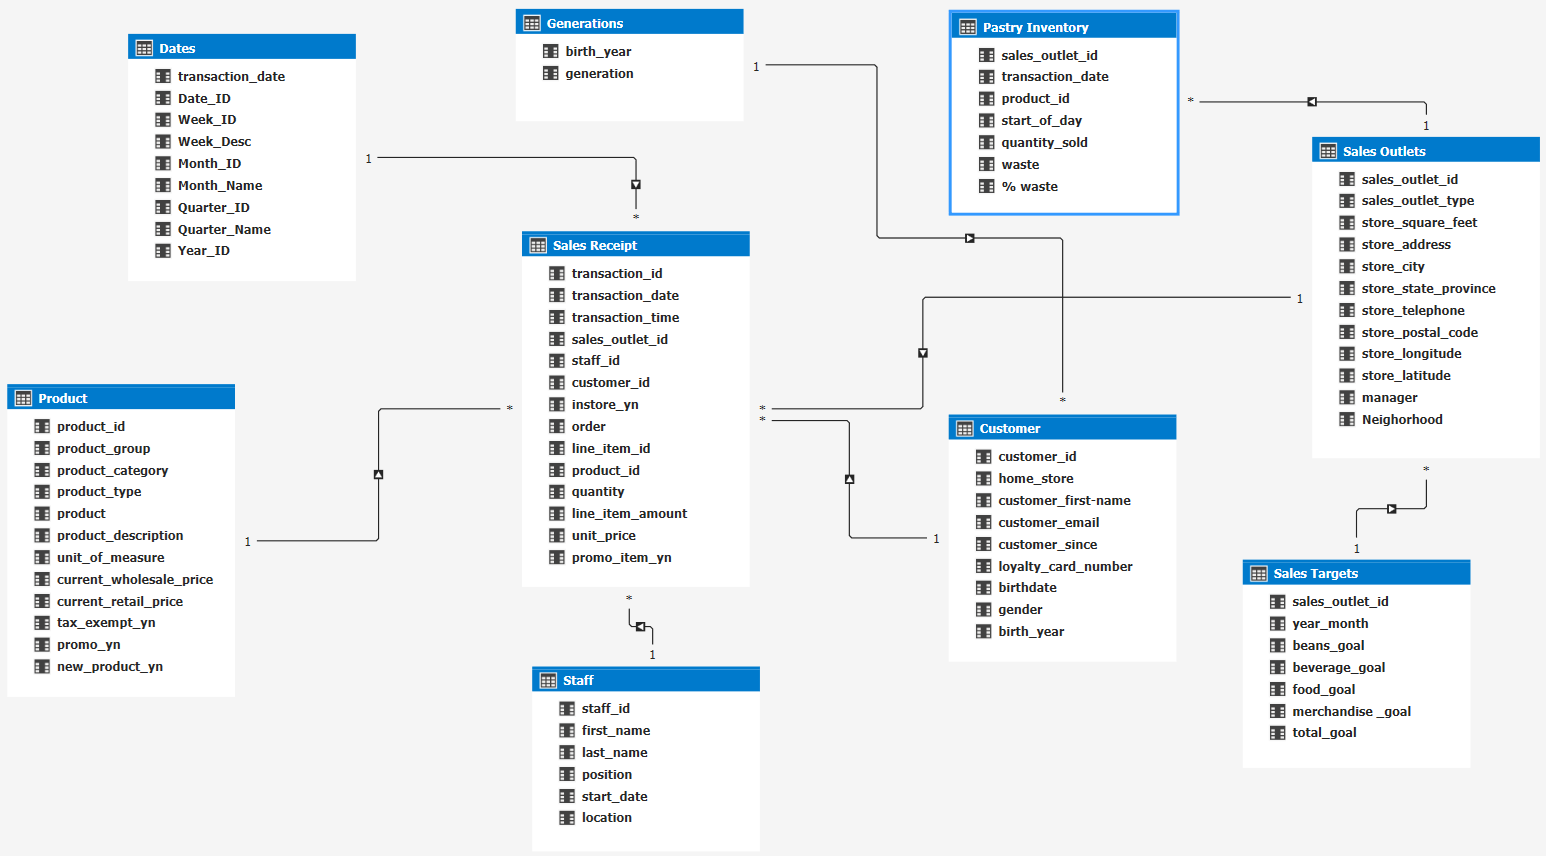 Dates
transaction_date
Date_ID
Week_ID
Week_Desc
Month_ID
Month_Name
Quarter_ID
Quarter_Name
Year_ID
1
Generations
birth_year
generation
1
Pastry Inventory
sales_outlet_id
transaction_date
product_id
start_of_day
quantity_sold
waste
% waste
*
1
Sales Outlets
sales_outlet_id
sales_outlet_type
store_square_feet
store_address
store_city
store_state_province
store_telephone
store_postal_code
store_longitude
store_latitude
manager
Neighorhood
1
*
*
Sales Receipt
transaction_id
transaction_date
transaction_time
sales_outlet_id
staff_id
customer_id
instore_yn
order
line_item_id
product_id
quantity
line_item_amount
unit_price
promo_item_yn
*
*
*
*
Product
product_id
product_group
product_category
product_type
product
product_description
unit_of_measure
current_wholesale_price
current_retail_price
tax_exempt_yn
promo_yn
new_product_yn
1
*
Customer
customer_id
home_store
customer_first-name
customer_email
customer_since
loyalty_card_number
birthdate
gender
birth_year
1
1
Staff
staff_id
first_name
last_name
position
start_date
location
1
Sales Targets
sales_outlet_id
year_month
beans_goal
beverage_goal
food_goal
merchandise _goal
total_goal